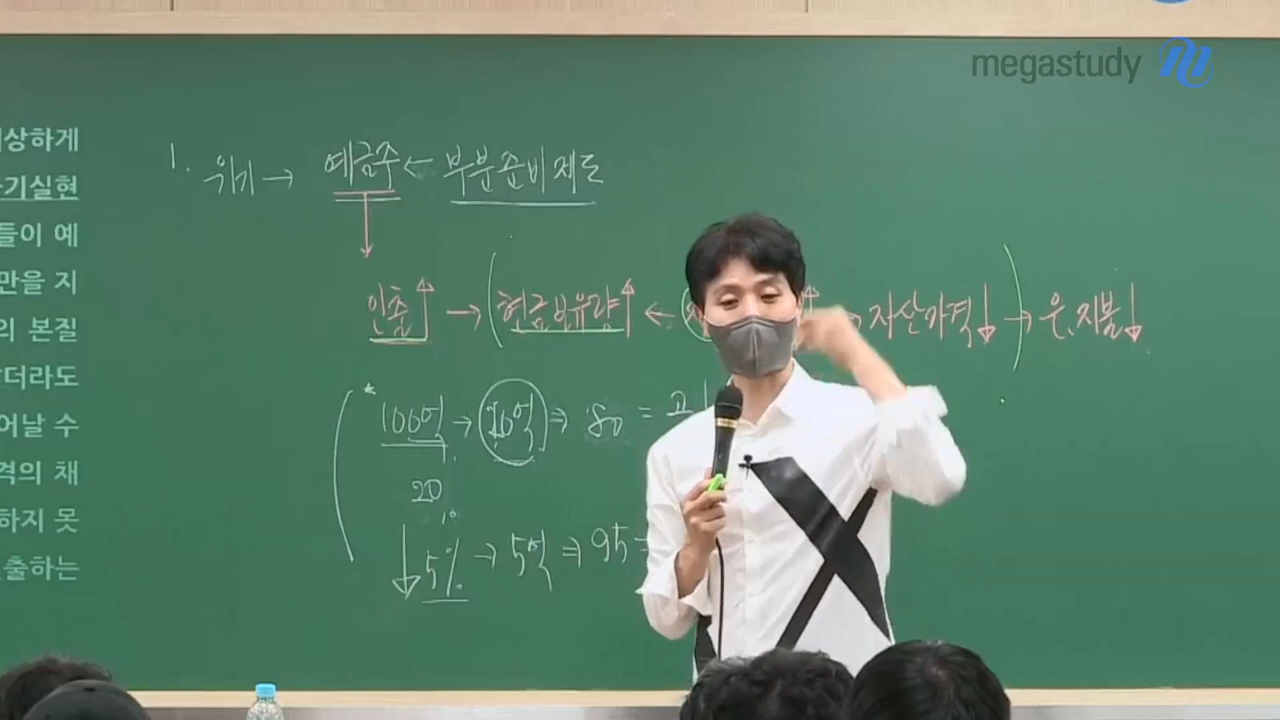 megastudy
상하게
기실현
들이 예
만을 지
의 본질
더라도
어날 수
격의 채
하지 못
출하는
1. 위기 → 예금주 ← 부분준비제도
인출↑ → (현금보유량↑ ← 자산가격↓ → 은.지불↓
* 100억 → ⇒ 80 =
20
10
↓ 5% → 5억 ⇒ 95 =